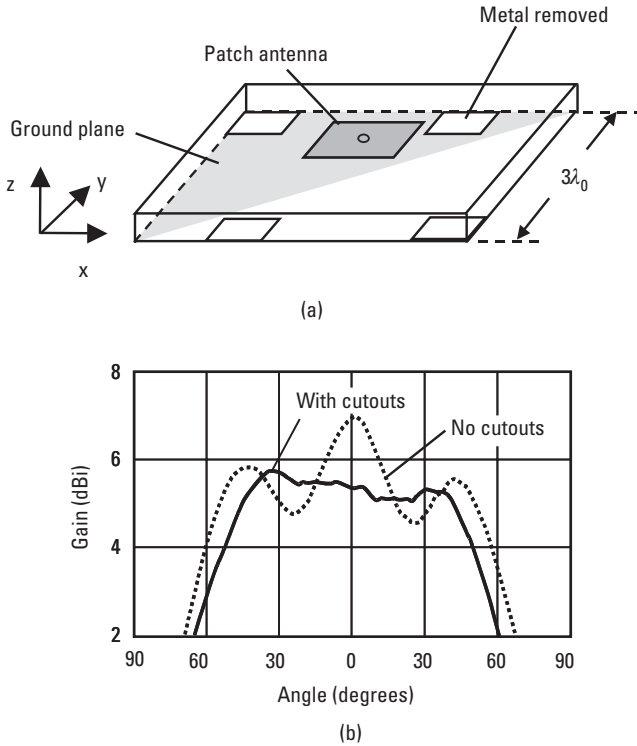 Metal removed
Patch antenna
Ground plane
z
y
x
3λ0
(a)
8
6
4
2
Gain (dBi)
With cutouts
No cutouts
90 60 30 0 30 60 90
Angle (degrees)
(b)